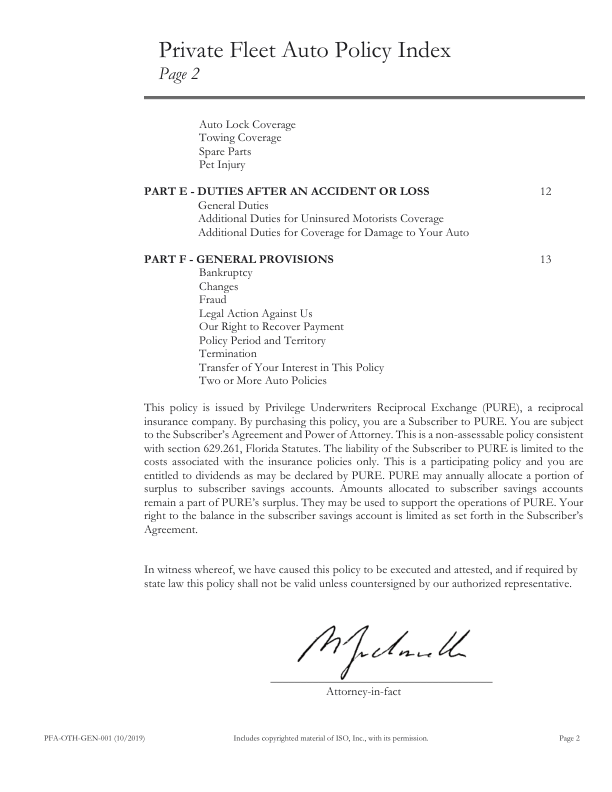 Private Fleet Auto Policy Index
Page 2
Auto Lock Coverage
Towing Coverage
Spare Parts
Pet Injury
PART E - DUTIES AFTER AN ACCIDENT OR LOSS 12
General Duties
Additional Duties for Uninsured Motorists Coverage
Additional Duties for Coverage for Damage to Your Auto
PART F - GENERAL PROVISIONS 13
Bankruptcy
Changes
Fraud
Legal Action Against Us
Our Right to Recover Payment
Policy Period and Territory
Termination
Transfer of Your Interest in This Policy
Two or More Auto Policies
This policy is issued by Privilege Underwriters Reciprocal Exchange (PURE), a reciprocal
insurance company. By purchasing this policy, you are a Subscriber to PURE. You are subject
to the Subscriber's Agreement and Power of Attorney. This is a non-assessable policy consistent
with section 629.261, Florida Statutes. The liability of the Subscriber to PURE is limited to the
costs associated with the insurance policies only. This is a participating policy and you are
entitled to dividends as may be declared by PURE. PURE may annually allocate a portion of
surplus to subscriber savings accounts. Amounts allocated to subscriber savings accounts
remain a part of PURE's surplus. They may be used to support the operations of PURE. Your
right to the balance in the subscriber savings account is limited as set forth in the Subscriber's
Agreement.
In witness whereof, we have caused this policy to be executed and attested, and if required by
state law this policy shall not be valid unless countersigned by our authorized representative.
Attorney-in-fact
PFA-OTH-GEN-001 (10/2019) Includes copyrighted material of ISO, Inc., with its permission. Page 2